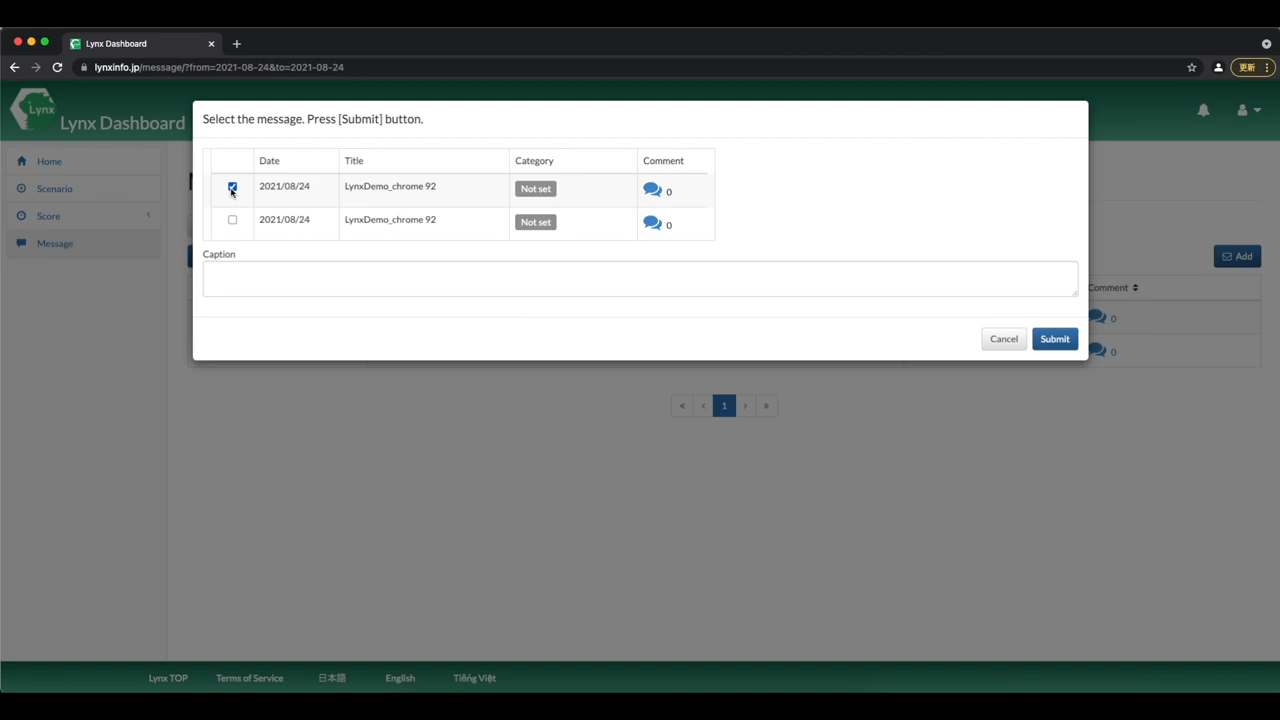 Lynx Dashboard
lynxinfo.jp/message/?from=2021-08-24&to=2021-08-24
更新
Lynx
Lynx Dashboard
Select the message. Press [Submit] button.
Home
Scenario
Score
Message
Date Title Category Comment
2021/08/24 LynxDemo_chrome 92 Not set 0
2021/08/24 LynxDemo_chrome 92 Not set 0
Caption
Add
Comment
0
0
Cancel Submit
« ‹ 1 › »
Lynx TOP Terms of Service 日本語 English Tiếng Việt